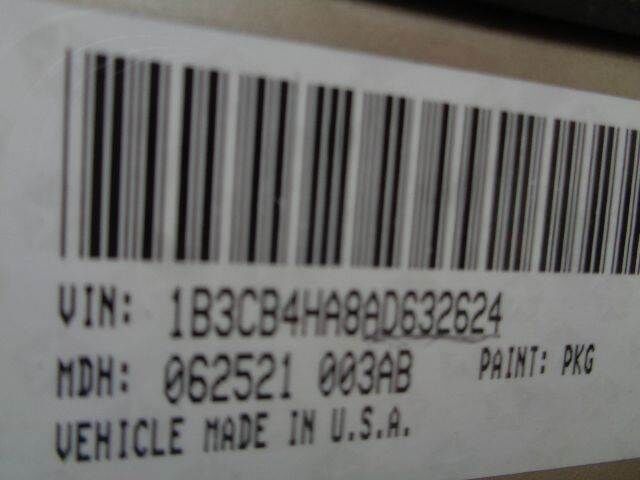 VIN: 1B3CB4HA8AD632624
MDH: 062521 003AB PAINT: PKG
VEHICLE MADE IN U.S.A.